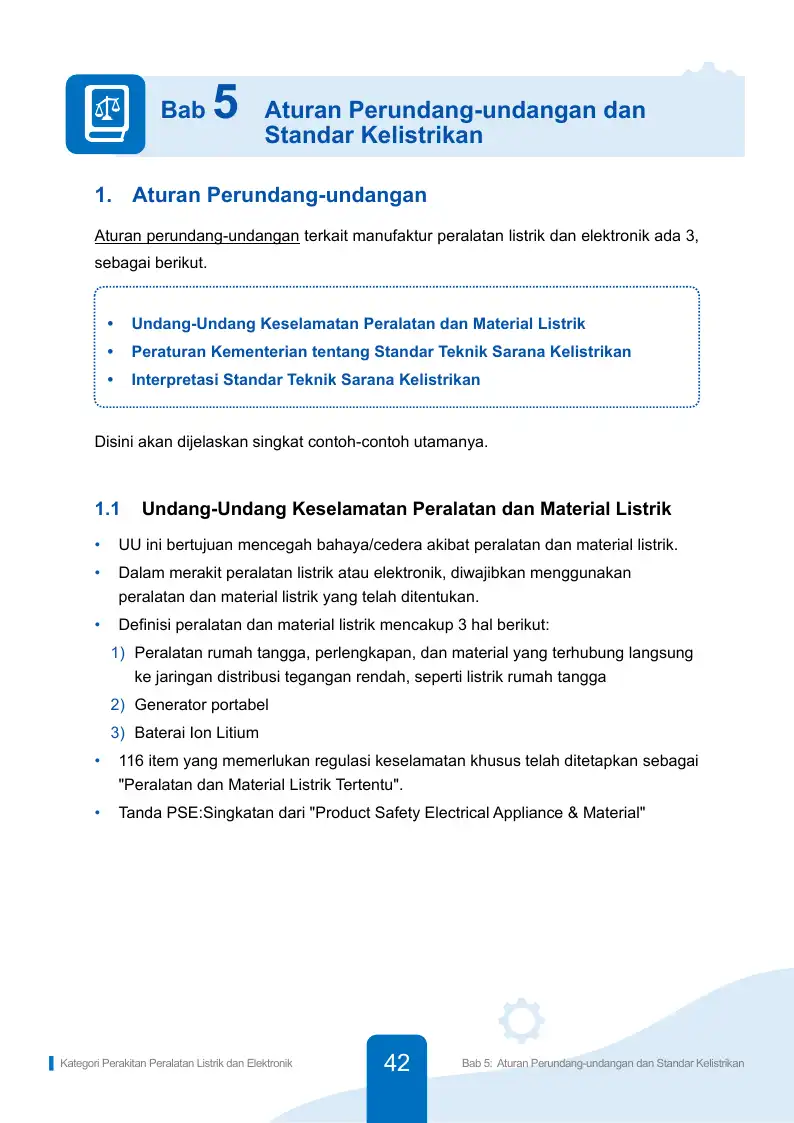 Bab 5 Aturan Perundang-undangan dan
Standar Kelistrikan
1. Aturan Perundang-undangan
Aturan perundang-undangan terkait manufaktur peralatan listrik dan elektronik ada 3,
sebagai berikut.
• Undang-Undang Keselamatan Peralatan dan Material Listrik
• Peraturan Kementerian tentang Standar Teknik Sarana Kelistrikan
• Interpretasi Standar Teknik Sarana Kelistrikan
Disini akan dijelaskan singkat contoh-contoh utamanya.
1.1 Undang-Undang Keselamatan Peralatan dan Material Listrik
• UU ini bertujuan mencegah bahaya/cedera akibat peralatan dan material listrik.
• Dalam merakit peralatan listrik atau elektronik, diwajibkan menggunakan
peralatan dan material listrik yang telah ditentukan.
• Definisi peralatan dan material listrik mencakup 3 hal berikut:
1) Peralatan rumah tangga, perlengkapan, dan material yang terhubung langsung
ke jaringan distribusi tegangan rendah, seperti listrik rumah tangga
2) Generator portabel
3) Baterai Ion Litium
• 116 item yang memerlukan regulasi keselamatan khusus telah ditetapkan sebagai
"Peralatan dan Material Listrik Tertentu".
• Tanda PSE:Singkatan dari "Product Safety Electrical Appliance & Material"
Kategori Perakitan Peralatan Listrik dan Elektronik
42
Bab 5: Aturan Perundang-undangan dan Standar Kelistrikan